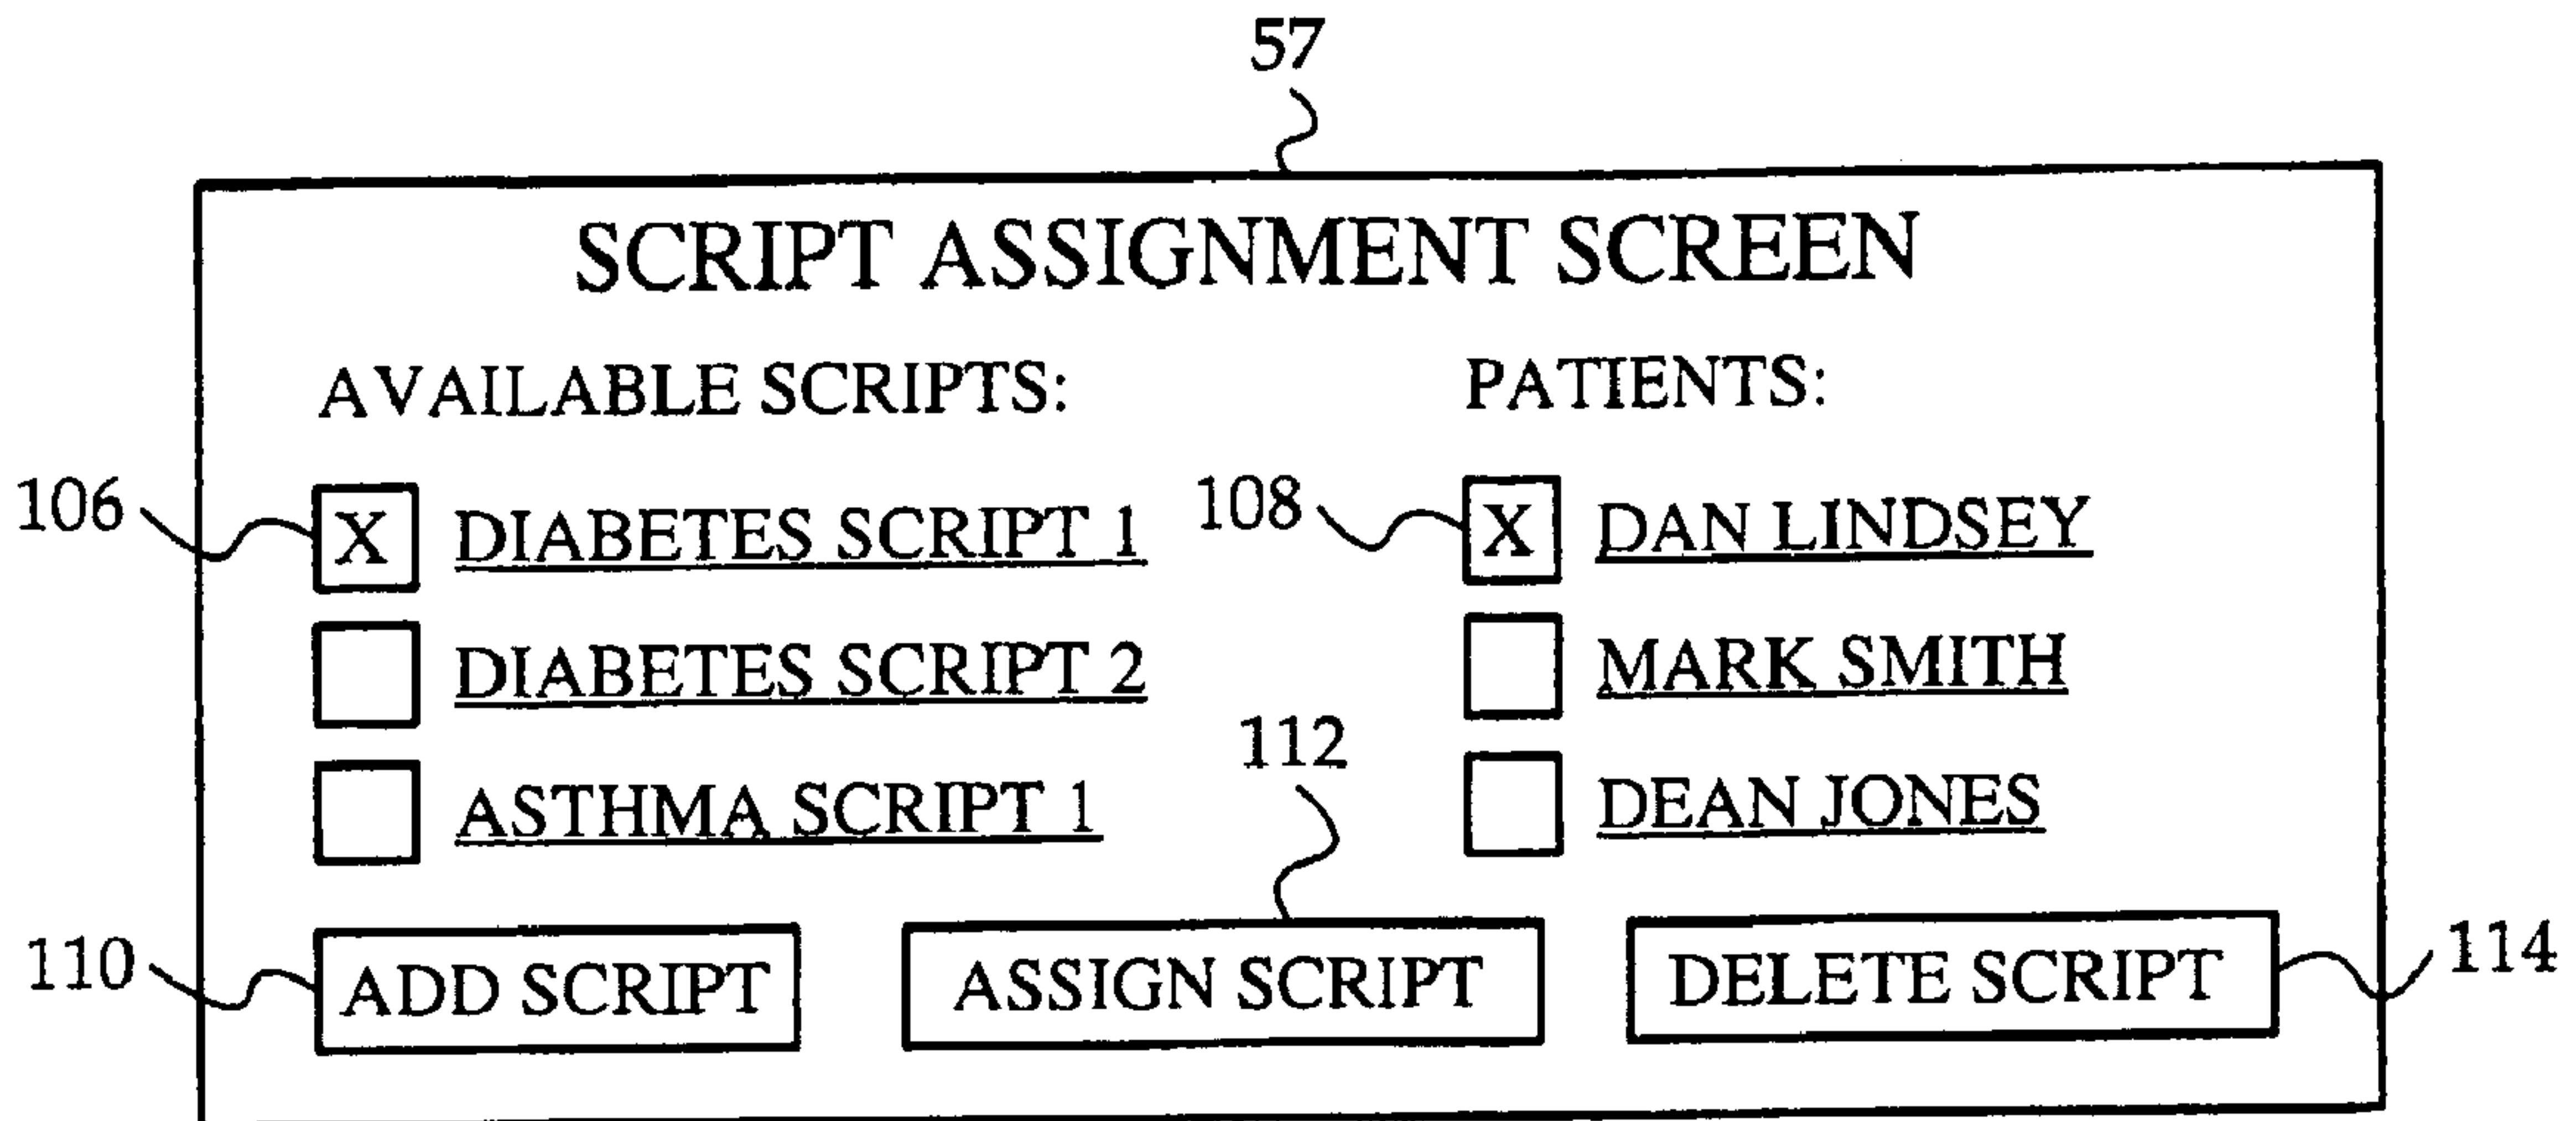 57
SCRIPT ASSIGNMENT SCREEN
AVAILABLE SCRIPTS: PATIENTS:
106 X DIABETES SCRIPT 1 108 X DAN LINDSEY
DIABETES SCRIPT 2 MARK SMITH
112
ASTHMA SCRIPT 1 DEAN JONES
110 ADD SCRIPT ASSIGN SCRIPT DELETE SCRIPT 114